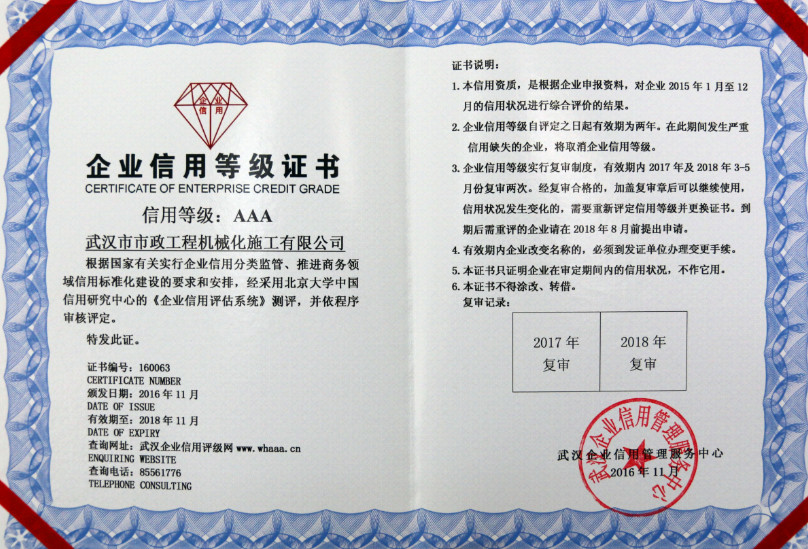 企业
信用
企业信用等级证书
CERTIFICATE OF ENTERPRISE CREDIT GRADE
信用等级：AAA
武汉市市政工程机械化施工有限公司
根据国家有关实行企业信用分类监管、推进商务领
域信用标准化建设的要求和安排，经采用北京大学中国
信用研究中心的《企业信用评估系统》测评，并依程序
审核评定。
特发此证。
证书编号：160063
CERTIFICATE NUMBER
颁发日期：2016年11月
DATE OF ISSUE
有效期至：2018年11月
DATE OF EXPIRY
查询网址：武汉企业信用评级网www.whaaa.cn
ENQUIRING WEBSITE
查询电话：85561776
TELEPHONE CONSULTING
证书说明：
1.本信用资质，是根据企业申报资料，对企业2015年1月至12
月的信用状况进行综合评价的结果。
2.企业信用等级自评定之日起有效期为两年。在此期间发生严重
信用缺失的企业，将取消企业信用等级。
3.企业信用等级实行复审制度，有效期内2017年及2018年3-5
月份复审两次。经复审合格的，加盖复审章后可以继续使用，
信用状况发生变化的，需要重新评定信用等级并更换证书。到
期后需重评的企业请在2018年8月前提出申请。
4.有效期内企业改变名称的，必须到发证单位办理变更手续。
5.本证书只证明企业在审定期间内的信用状况，不作它用。
6.本证书不得涂改、转借。
复审记录：
2017年
复审
2018年
复审
武汉企业信用管理服务中心
武汉企业信用管理服务中心
2016年11月